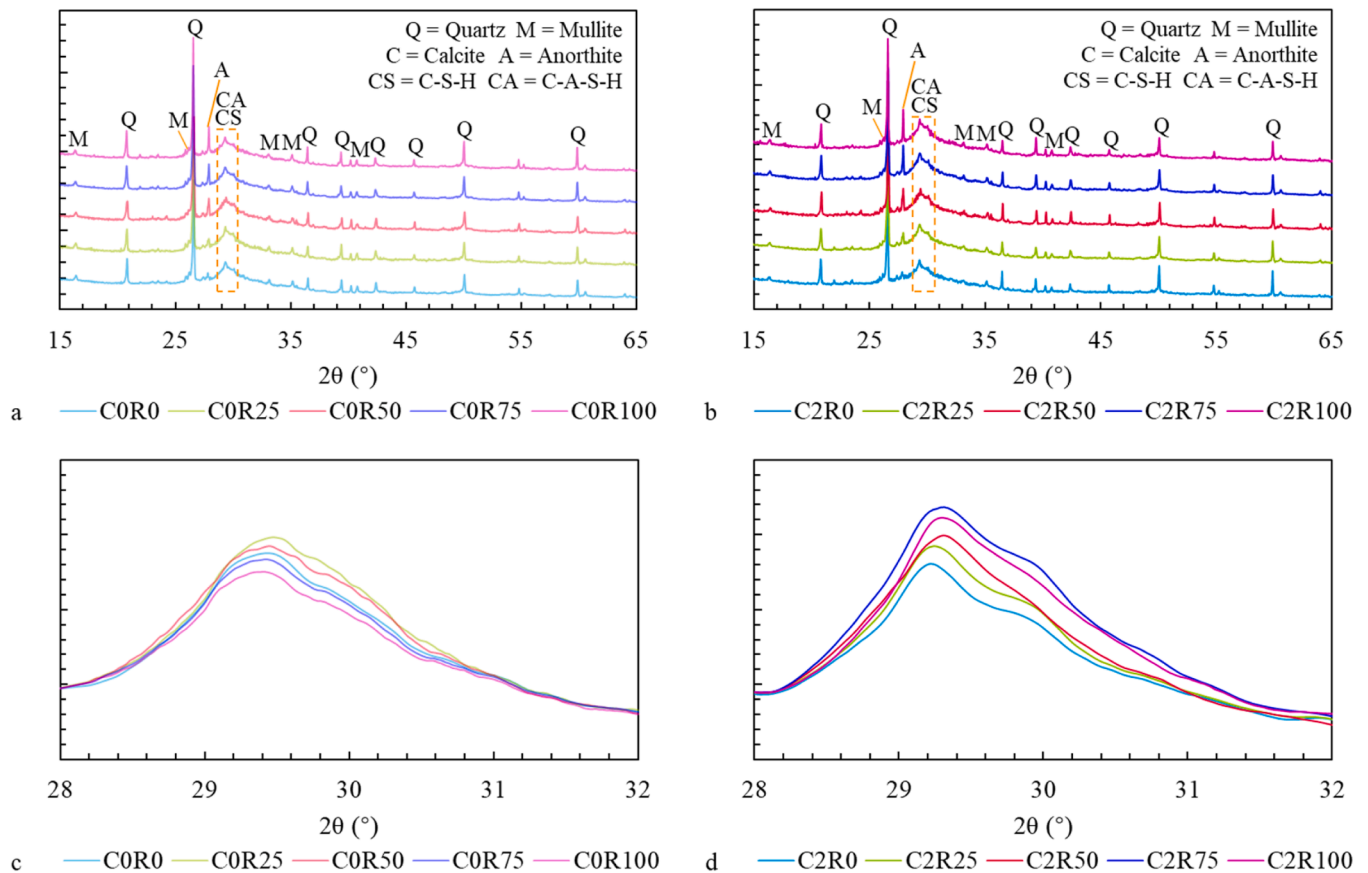 Q
Q = Quartz M = Mullite
C = Calcite A = Anorthite
CS = C-S-H CA = C-A-S-H
A
CA
CS
M
Q
M
M M Q
Q
M Q
Q
Q
Q
15 25 35 45 55 65
2θ (°)
a
C0R0 C0R25 C0R50 C0R75 C0R100
Q
Q = Quartz M = Mullite
C = Calcite A = Anorthite
CS = C-S-H CA = C-A-S-H
A
CA
CS
M
Q
M
M M Q
Q
M Q
Q
Q
Q
15 25 35 45 55 65
2θ (°)
b
C2R0 C2R25 C2R50 C2R75 C2R100
28 29 30 31 32
2θ (°)
c
C0R0 C0R25 C0R50 C0R75 C0R100
28 29 30 31 32
2θ (°)
d
C2R0 C2R25 C2R50 C2R75 C2R100